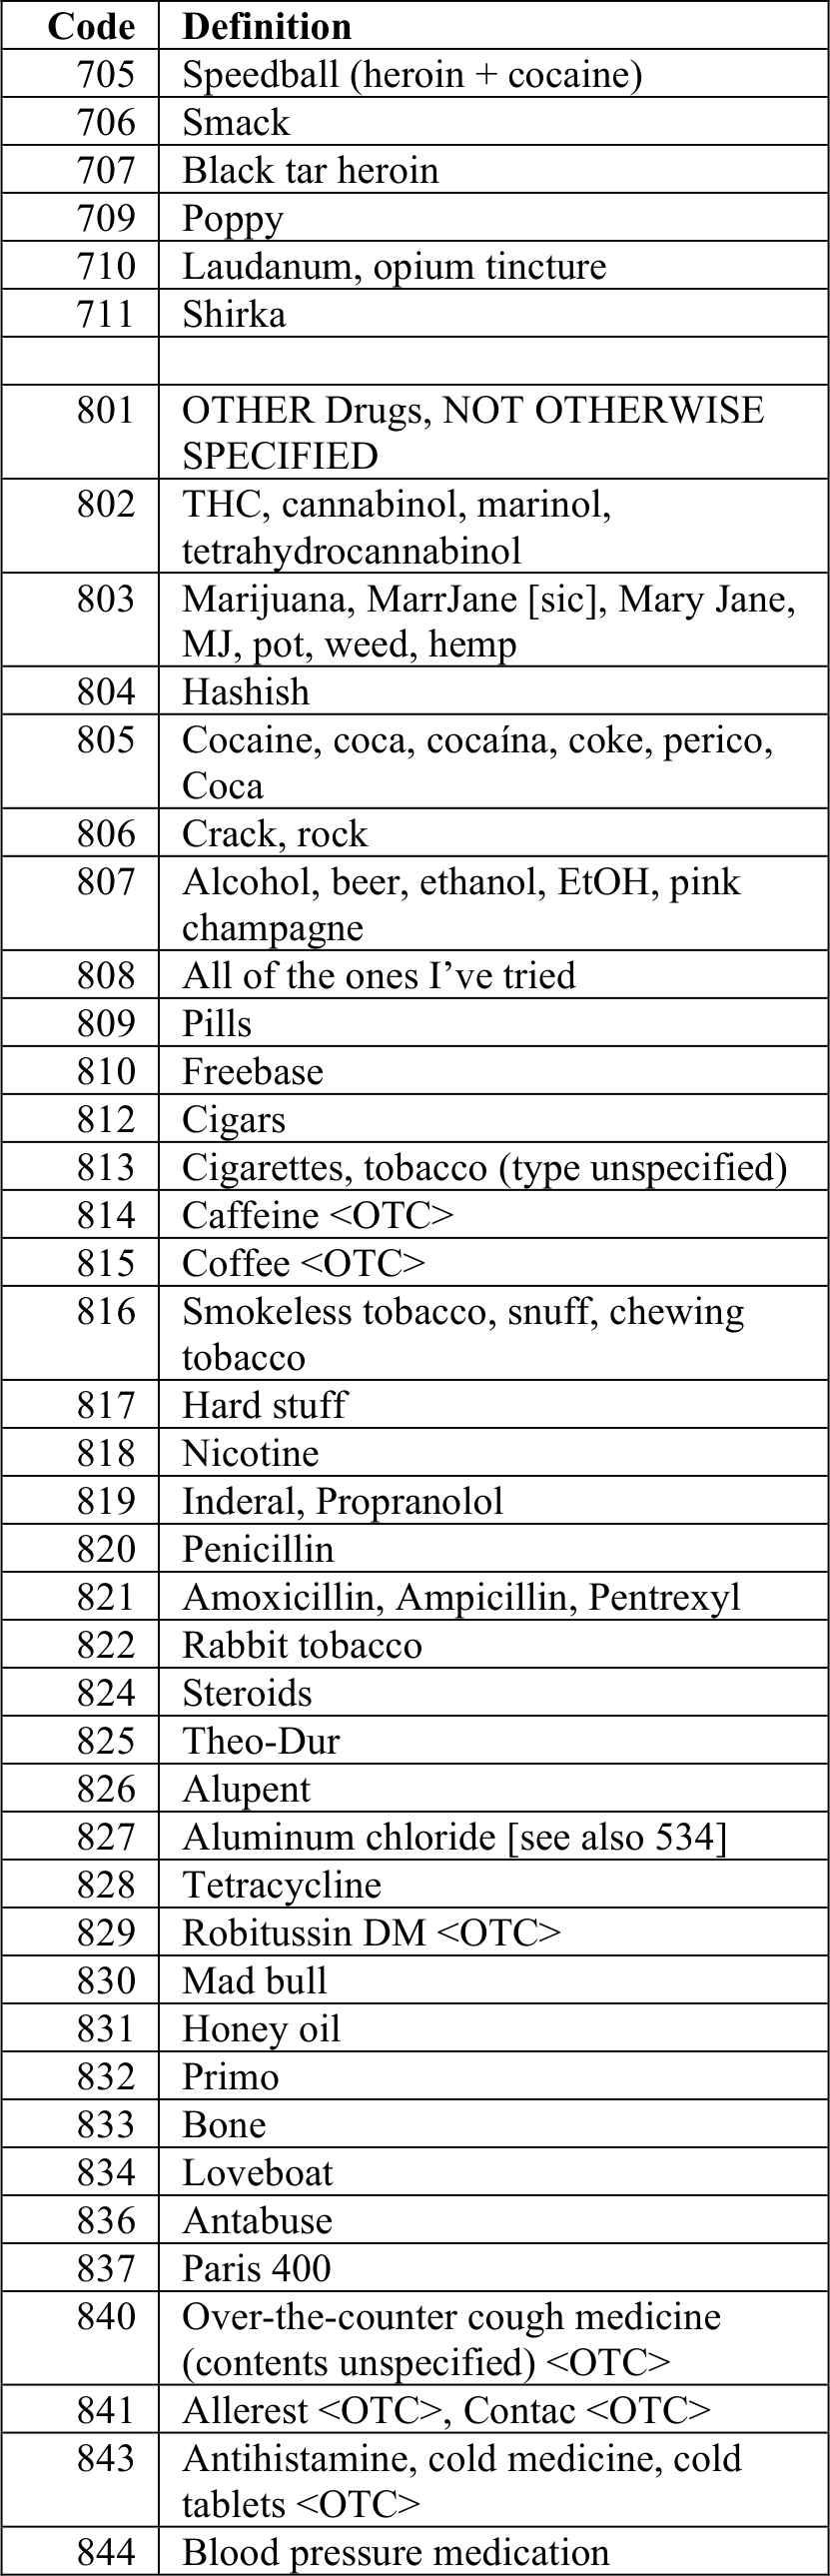 Code Definition
705 Speedball (heroin + cocaine)
706 Smack
707 Black tar heroin
709 Poppy
710 Laudanum, opium tincture
711 Shirka
801 OTHER Drugs, NOT OTHERWISE
SPECIFIED
802 THC, cannabinol, marinol,
tetrahydrocannabinol
803 Marijuana, MarrJane [sic], Mary Jane,
MJ, pot, weed, hemp
804 Hashish
805 Cocaine, coca, cocaína, coke, perico,
Coca
806 Crack, rock
807 Alcohol, beer, ethanol, EtOH, pink
champagne
808 All of the ones I’ve tried
809 Pills
810 Freebase
812 Cigars
813 Cigarettes, tobacco (type unspecified)
814 Caffeine <OTC>
815 Coffee <OTC>
816 Smokeless tobacco, snuff, chewing
tobacco
817 Hard stuff
818 Nicotine
819 Inderal, Propranolol
820 Penicillin
821 Amoxicillin, Ampicillin, Pentrexyl
822 Rabbit tobacco
824 Steroids
825 Theo-Dur
826 Alupent
827 Aluminum chloride [see also 534]
828 Tetracycline
829 Robitussin DM <OTC>
830 Mad bull
831 Honey oil
832 Primo
833 Bone
834 Loveboat
836 Antabuse
837 Paris 400
840 Over-the-counter cough medicine
(contents unspecified) <OTC>
841 Allerest <OTC>, Contac <OTC>
843 Antihistamine, cold medicine, cold
tablets <OTC>
844 Blood pressure medication